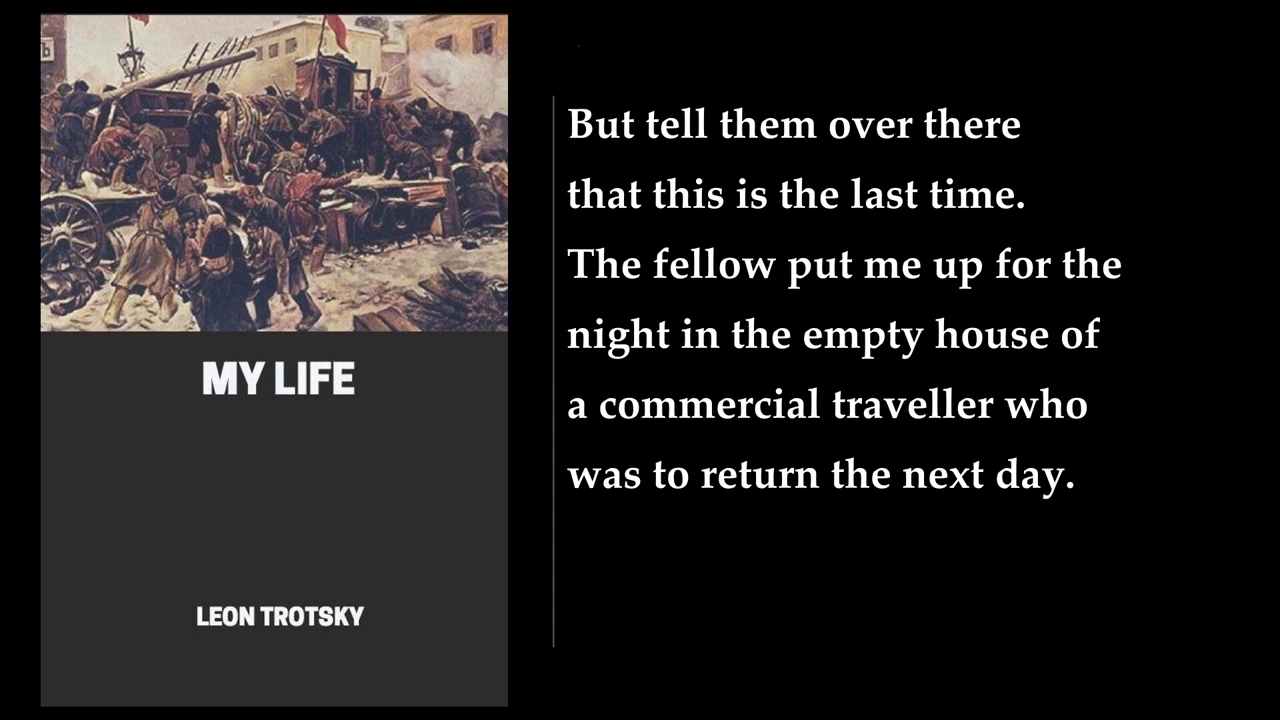 Ъ
MY LIFE
LEON TROTSKY
But tell them over there
that this is the last time.
The fellow put me up for the
night in the empty house of
a commercial traveller who
was to return the next day.